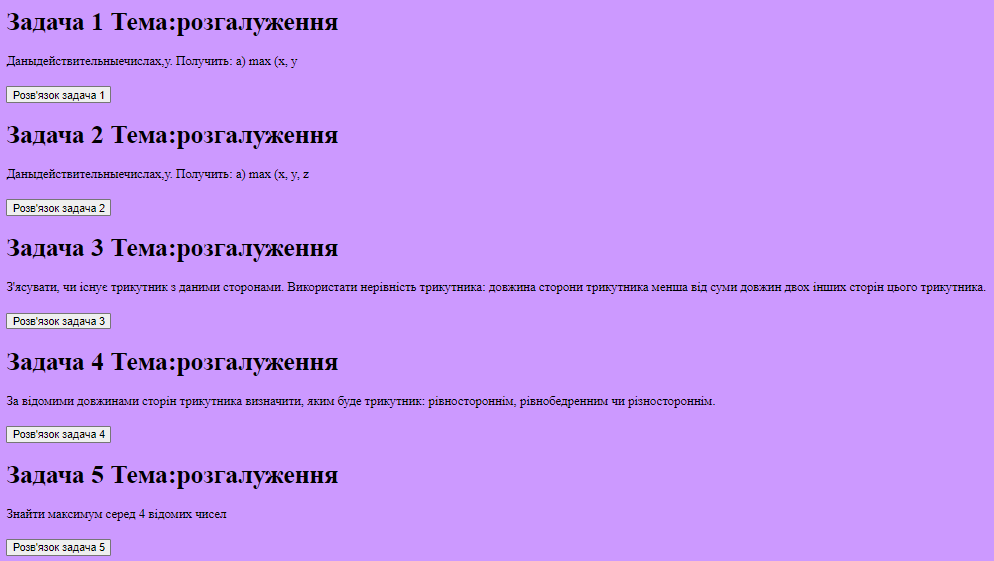 Задача 1 Тема:розгалуження
Даныдействительныечислах,у. Получить: а) max (x, y
Розв'язок задача 1
Задача 2 Тема:розгалуження
Даныдействительныечислах,у. Получить: а) max (x, y, z
Розв'язок задача 2
Задача 3 Тема:розгалуження
З'ясувати, чи існує трикутник з даними сторонами. Використати нерівність трикутника: довжина сторони трикутника менша від суми довжин двох інших сторін цього трикутника.
Розв'язок задача 3
Задача 4 Тема:розгалуження
За відомими довжинами сторін трикутника визначити, яким буде трикутник: рівностороннім, рівнобедренним чи різностороннім.
Розв'язок задача 4
Задача 5 Тема:розгалуження
Знайти максимум серед 4 відомих чисел
Розв'язок задача 5